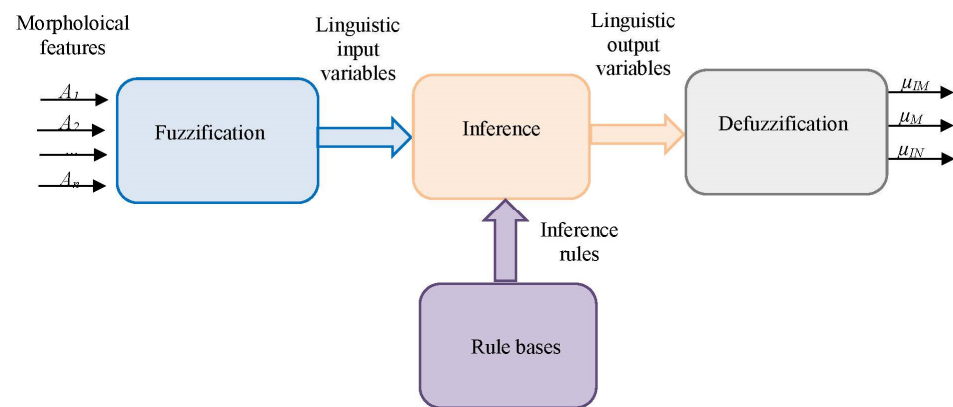 Morpholoical
features
A1
A2
...
An
Fuzzification
Linguistic
input
variables
Inference
Linguistic
output
variables
Defuzzification
μIM
μM
μIN
Inference
rules
Rule bases